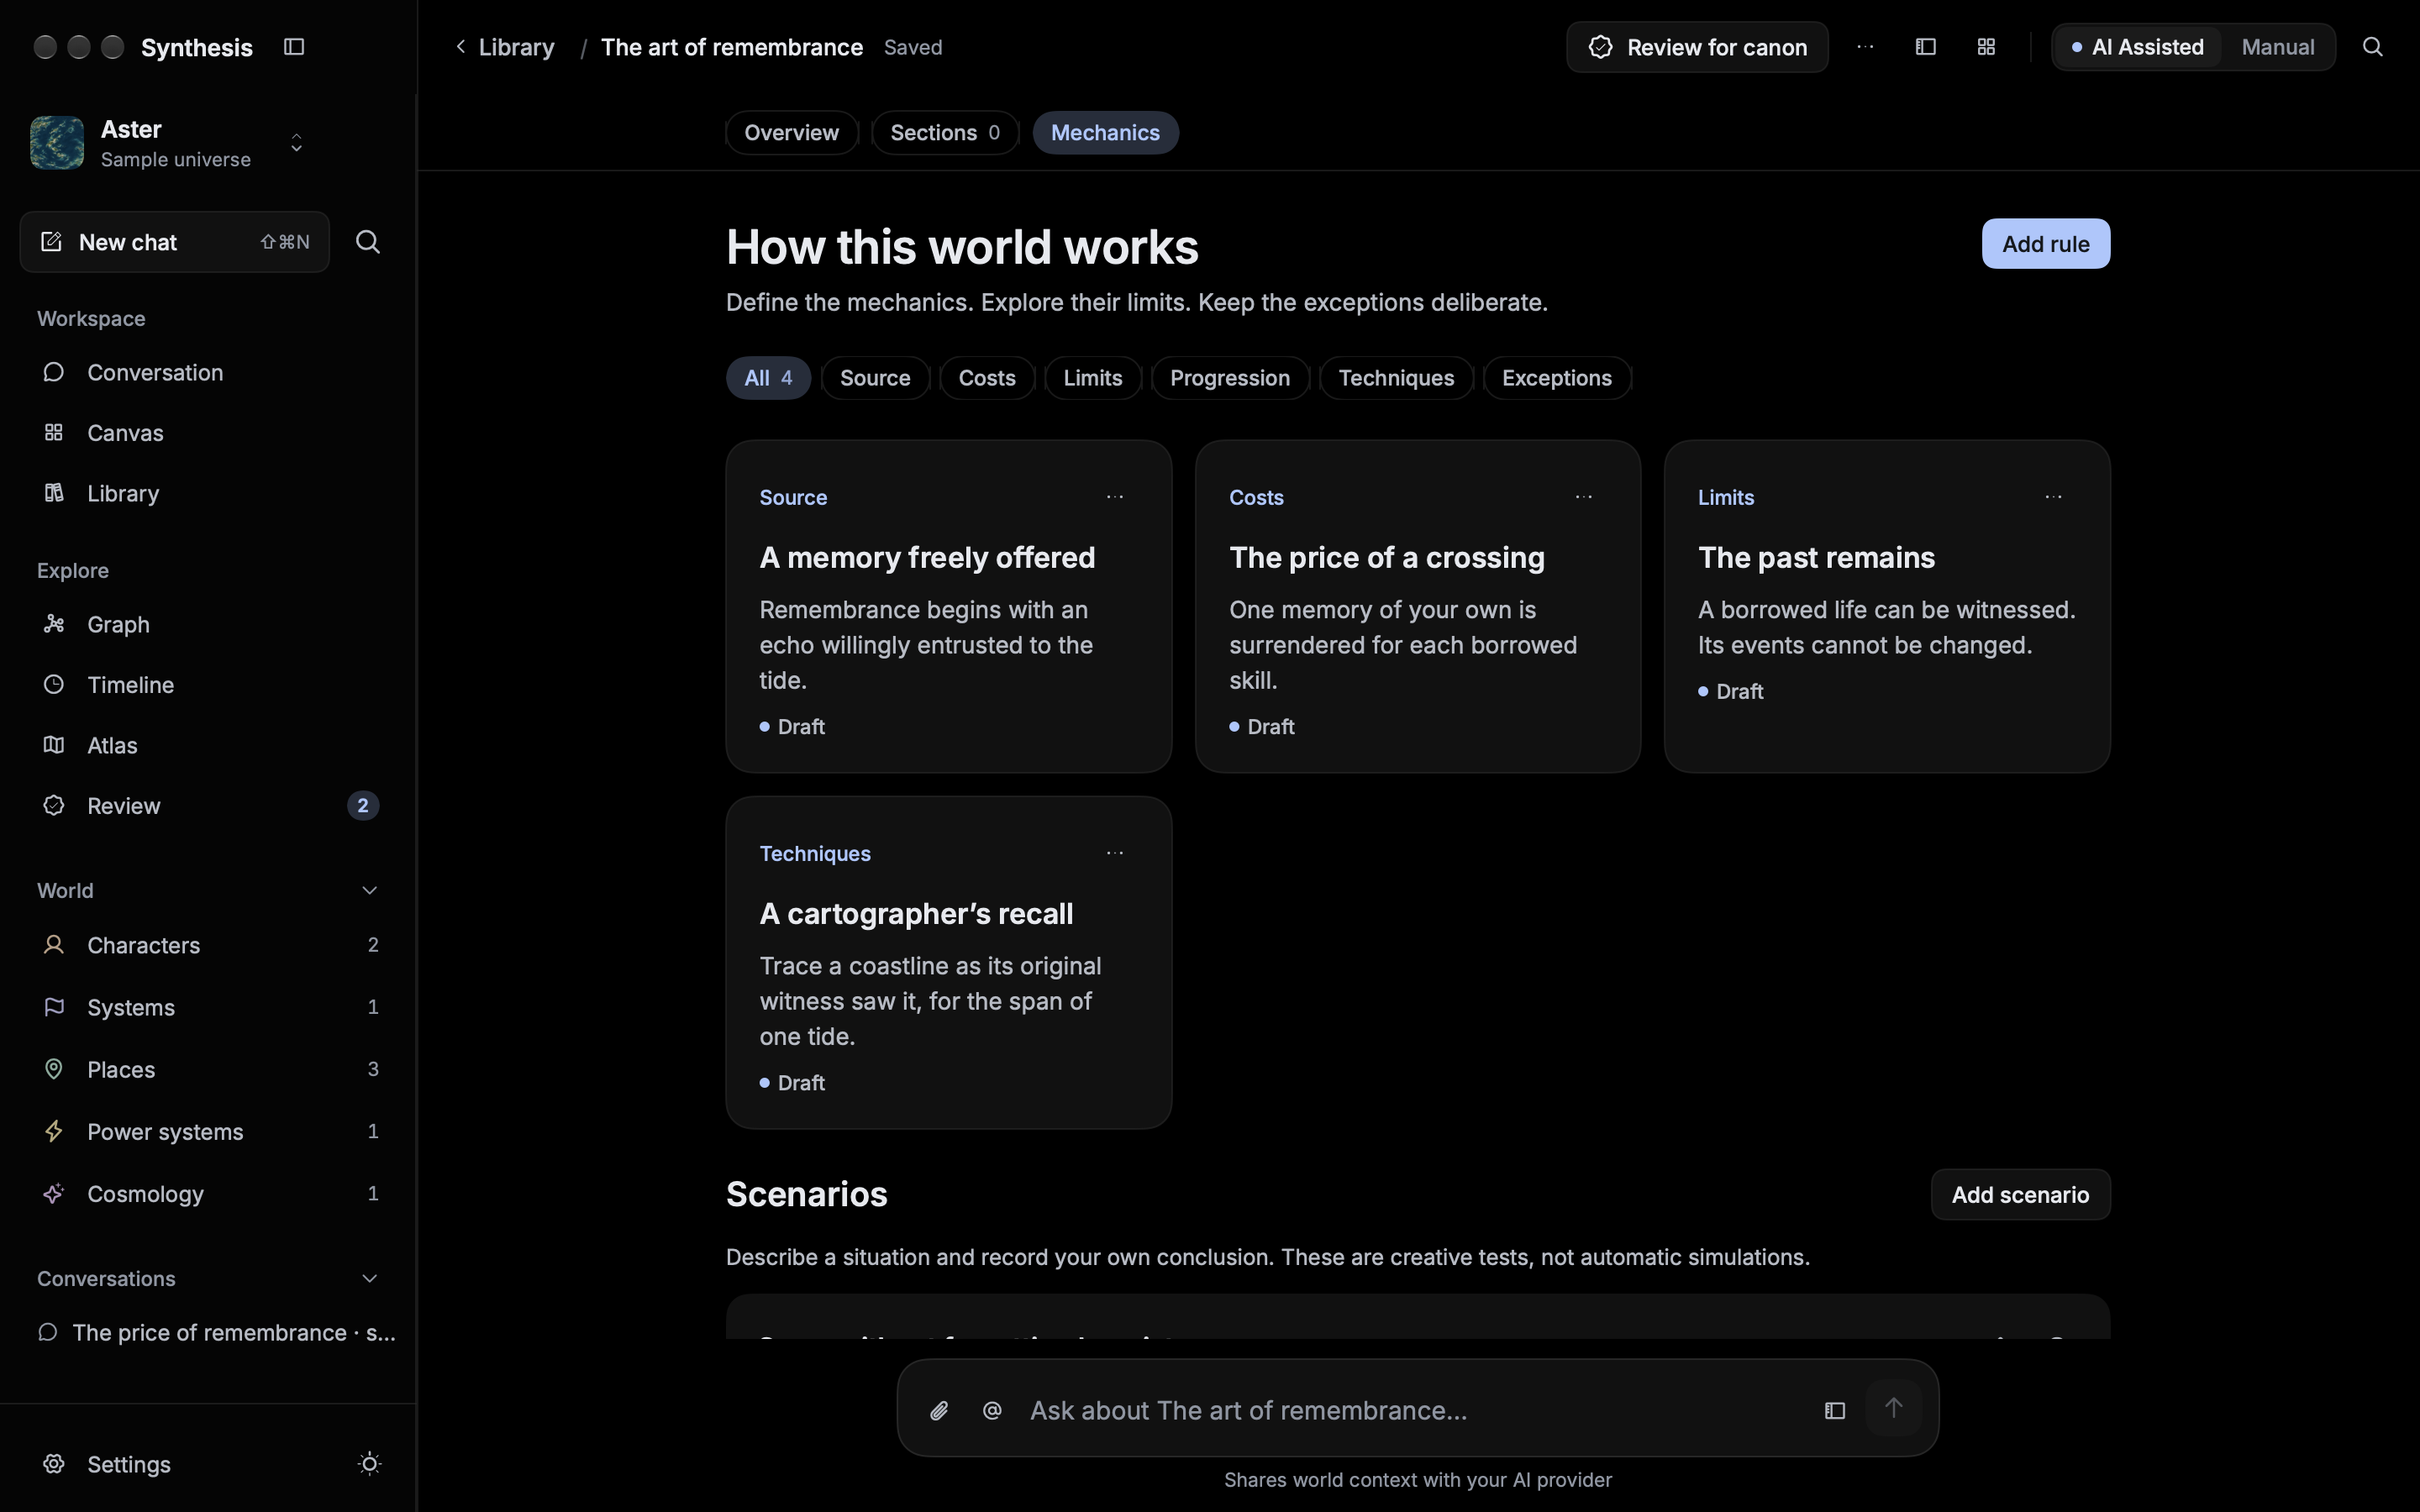 Synthesis
Aster
Sample universe
New chat ⇧⌘N
Workspace
Conversation
Canvas
Library
Explore
Graph
Timeline
Atlas
Review 2
World
Characters 2
Systems 1
Places 3
Power systems 1
Cosmology 1
Conversations
The price of remembrance · s...
Settings
Library / The art of remembrance Saved
Review for canon
AI Assisted Manual
Overview Sections 0 Mechanics
How this world works
Add rule
Define the mechanics. Explore their limits. Keep the exceptions deliberate.
All 4 Source Costs Limits Progression Techniques Exceptions
Source
A memory freely offered
Remembrance begins with an
echo willingly entrusted to the
tide.
Draft
Costs
The price of a crossing
One memory of your own is
surrendered for each borrowed
skill.
Draft
Limits
The past remains
A borrowed life can be witnessed.
Its events cannot be changed.
Draft
Techniques
A cartographer’s recall
Trace a coastline as its original
witness saw it, for the span of
one tide.
Draft
Scenarios
Add scenario
Describe a situation and record your own conclusion. These are creative tests, not automatic simulations.
@ Ask about The art of remembrance...
Shares world context with your AI provider